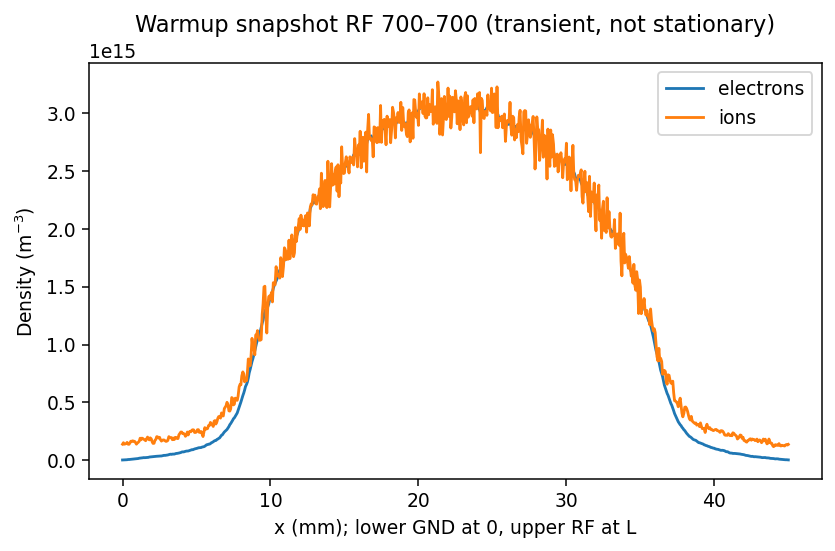 Warmup snapshot RF 700–700 (transient, not stationary)
1e15
electrons
ions
3.0
2.5
2.0
1.5
1.0
0.5
0.0
Density (m⁻³)
0 10 20 30 40
x (mm); lower GND at 0, upper RF at L